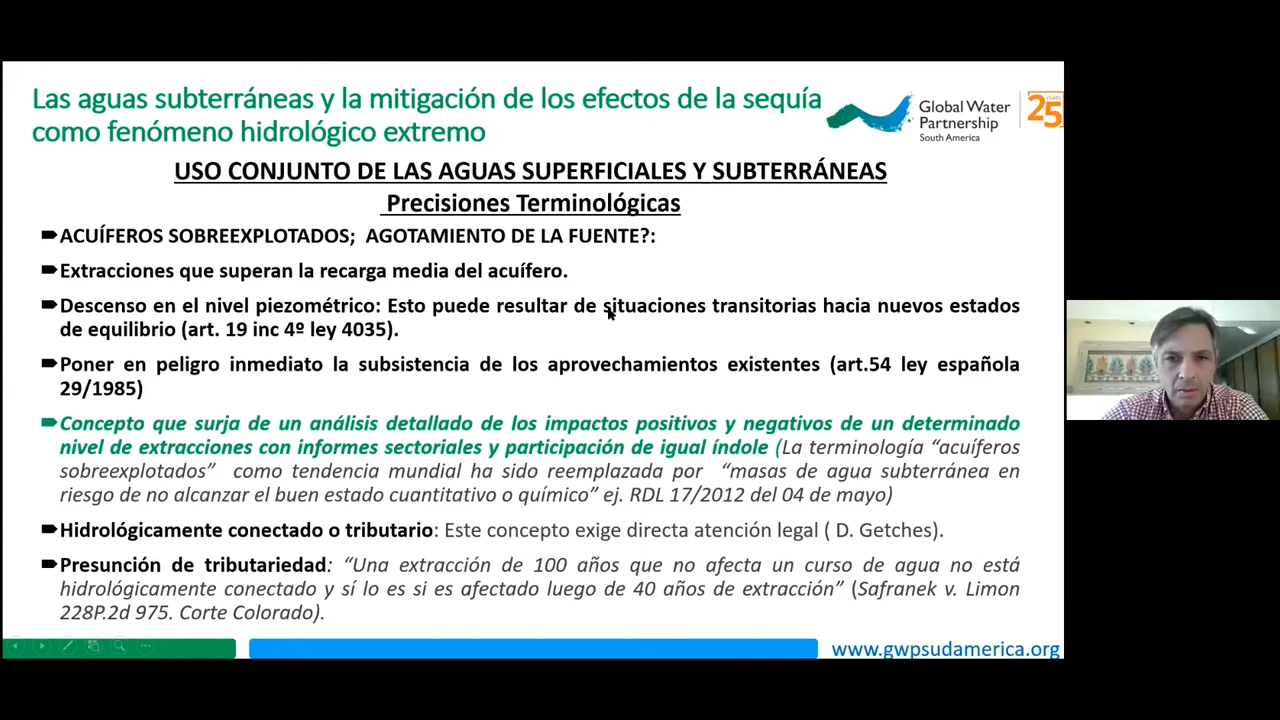 Las aguas subterráneas y la mitigación de los efectos de la sequía
como fenómeno hidrológico extremo
Global Water
Partnership
South America
25
YEARS
USO CONJUNTO DE LAS AGUAS SUPERFICIALES Y SUBTERRÁNEAS
Precisiones Terminológicas
ACUÍFEROS SOBREEXPLOTADOS; AGOTAMIENTO DE LA FUENTE?:
Extracciones que superan la recarga media del acuífero.
Descenso en el nivel piezométrico: Esto puede resultar de situaciones transitorias hacia nuevos estados
de equilibrio (art. 19 inc 4º ley 4035).
Poner en peligro inmediato la subsistencia de los aprovechamientos existentes (art.54 ley española
29/1985)
Concepto que surja de un análisis detallado de los impactos positivos y negativos de un determinado
nivel de extracciones con informes sectoriales y participación de igual índole (La terminología “acuíferos
sobreexplotados” como tendencia mundial ha sido reemplazada por “masas de agua subterránea en
riesgo de no alcanzar el buen estado cuantitativo o químico” ej. RDL 17/2012 del 04 de mayo)
Hidrológicamente conectado o tributario: Este concepto exige directa atención legal ( D. Getches).
Presunción de tributariedad: “Una extracción de 100 años que no afecta un curso de agua no está
hidrológicamente conectado y sí lo es si es afectado luego de 40 años de extracción” (Safranek v. Limon
228P.2d 975. Corte Colorado).
www.gwpsudamerica.org